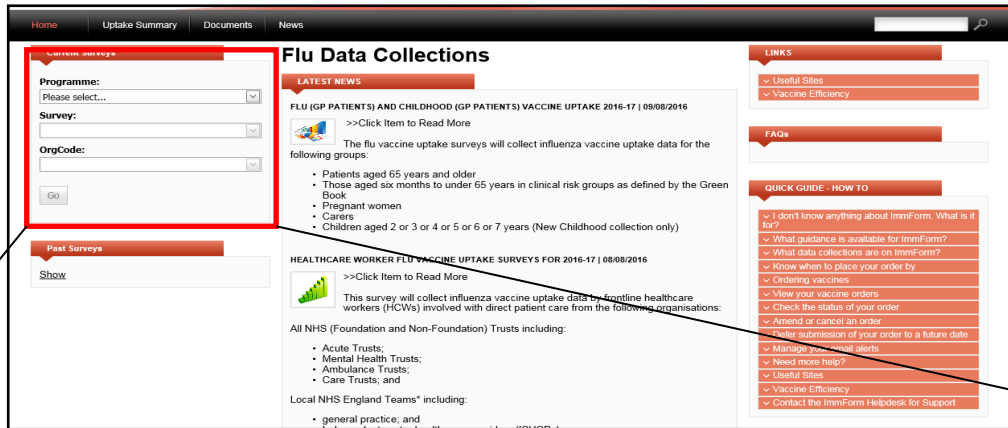 Home Uptake Summary Documents News
Current Surveys
Programme:
Please select...
Survey:
OrgCode:
Go
Past Surveys
Show
Flu Data Collections
LATEST NEWS
FLU (GP PATIENTS) AND CHILDHOOD (GP PATIENTS) VACCINE UPTAKE 2016-17 | 09/08/2016
>>Click Item to Read More
The flu vaccine uptake surveys will collect influenza vaccine uptake data for the
following groups:
• Patients aged 65 years and older
• Those aged six months to under 65 years in clinical risk groups as defined by the Green
Book
• Pregnant women
• Carers
• Children aged 2 or 3 or 4 or 5 or 6 or 7 years (New Childhood collection only)
HEALTHCARE WORKER FLU VACCINE UPTAKE SURVEYS FOR 2016-17 | 08/08/2016
>>Click Item to Read More
This survey will collect influenza vaccine uptake data by frontline healthcare
workers (HCWs) involved with direct patient care from the following organisations:
All NHS (Foundation and Non-Foundation) Trusts including:
• Acute Trusts;
• Mental Health Trusts;
• Ambulance Trusts;
• Care Trusts; and
Local NHS England Teams* including:
• general practice; and
LINKS
Useful Sites
Vaccine Efficiency
FAQs
QUICK GUIDE - HOW TO
I don't know anything about ImmForm. What is it
for?
What guidance is available for ImmForm?
What data collections are on ImmForm?
Know when to place your order by
Ordering vaccines
View your vaccine orders
Check the status of your order
Amend or cancel an order
Defer submission of your order to a future date
Manage your email alerts
Need more help?
Useful Sites
Vaccine Efficiency
Contact the ImmForm Helpdesk for Support